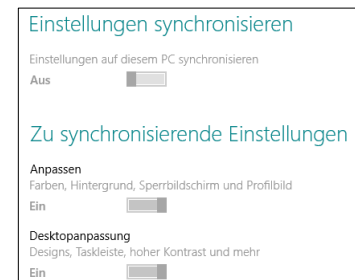 Einstellungen synchronisieren
Einstellungen auf diesem PC synchronisieren
Aus
Zu synchronisierende Einstellungen
Anpassen
Farben, Hintergrund, Sperrbildschirm und Profilbild
Ein
Desktopanpassung
Designs, Taskleiste, hoher Kontrast und mehr
Ein